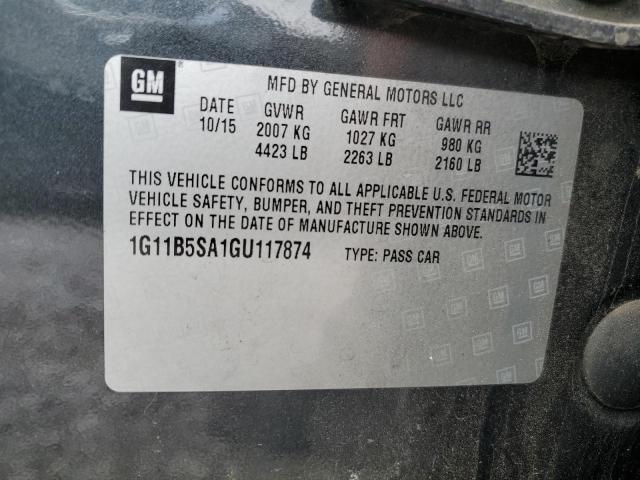 GM
MFD BY GENERAL MOTORS LLC
DATE GVWR GAWR FRT GAWR RR
10/15 2007 KG 1027 KG 980 KG
4423 LB 2263 LB 2160 LB
THIS VEHICLE CONFORMS TO ALL APPLICABLE U.S. FEDERAL MOTOR
VEHICLE SAFETY, BUMPER, AND THEFT PREVENTION STANDARDS IN
EFFECT ON THE DATE OF MANUFACTURE SHOWN ABOVE.
1G11B5SA1GU117874 TYPE: PASS CAR